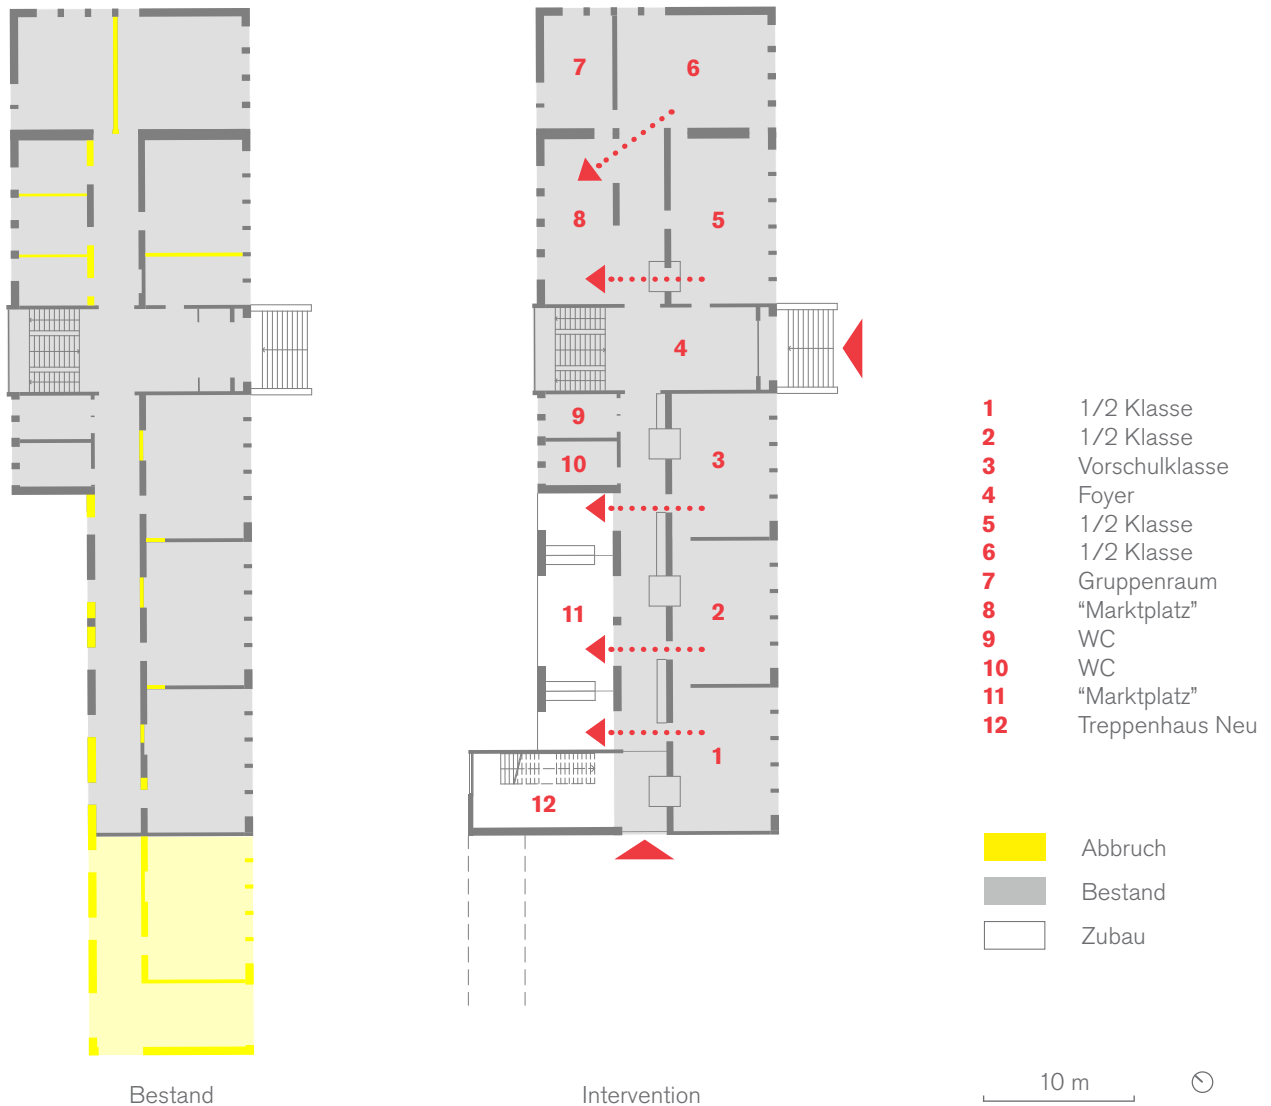 7
6
8
5
4
9
10
3
11
2
1
12
1 1/2 Klasse
2 1/2 Klasse
3 Vorschulklasse
4 Foyer
5 1/2 Klasse
6 1/2 Klasse
7 Gruppenraum
8 “Marktplatz”
9 WC
10 WC
11 “Marktplatz”
12 Treppenhaus Neu
Abbruch
Bestand
Zubau
Bestand
Intervention
10 m